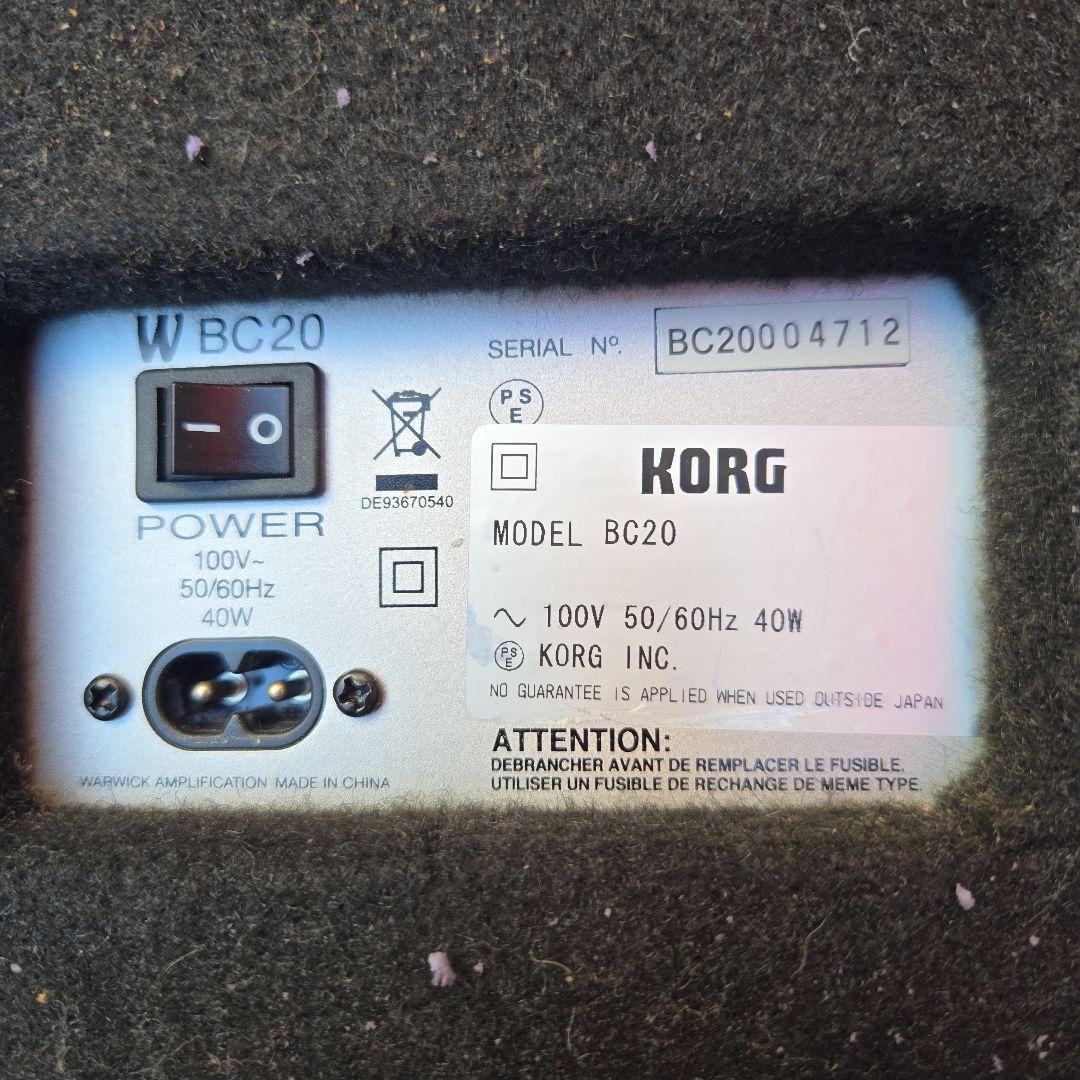 W BC20
POWER
100V~
50/60Hz
40W
DE93670540
WARWICK AMPLIFICATION MADE IN CHINA
SERIAL Nº. BC20004712
PSE
KORG
MODEL BC20
∿ 100V 50/60Hz 40W
PSE KORG INC.
NO GUARANTEE IS APPLIED WHEN USED OUTSIDE JAPAN
ATTENTION:
DEBRANCHER AVANT DE REMPLACER LE FUSIBLE.
UTILISER UN FUSIBLE DE RECHANGE DE MEME TYPE.